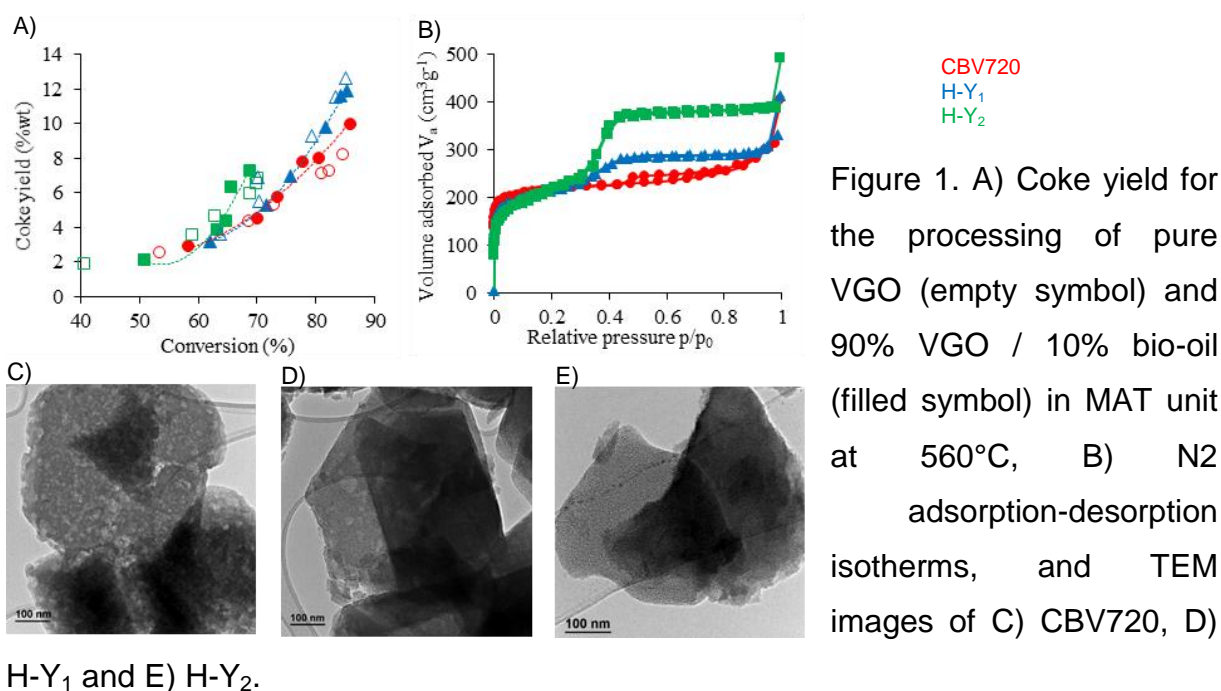 A)
14
12
10
8
6
4
2
0
Coke yield (%wt)
40 50 60 70 80 90
Conversion (%)
B)
500
400
300
200
100
0
Volume adsorbed Vₐ (cm³g⁻¹)
0 0.2 0.4 0.6 0.8 1
Relative pressure p/p₀
CBV720
H-Y₁
H-Y₂
C)
100 nm
D)
100 nm
E)
100 nm
Figure 1. A) Coke yield for
the processing of pure
VGO (empty symbol) and
90% VGO / 10% bio-oil
(filled symbol) in MAT unit
at 560°C, B) N2
adsorption-desorption
isotherms, and TEM
images of C) CBV720, D)
H-Y₁ and E) H-Y₂.